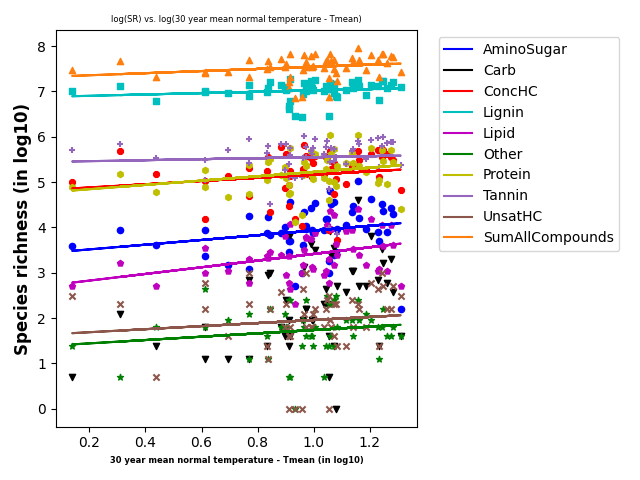 log(SR) vs. log(30 year mean normal temperature - Tmean)
Species richness (in log10)
8
7
6
5
4
3
2
1
0
0.2 0.4 0.6 0.8 1.0 1.2
30 year mean normal temperature - Tmean (in log10)
AminoSugar
Carb
ConcHC
Lignin
Lipid
Other
Protein
Tannin
UnsatHC
SumAllCompounds